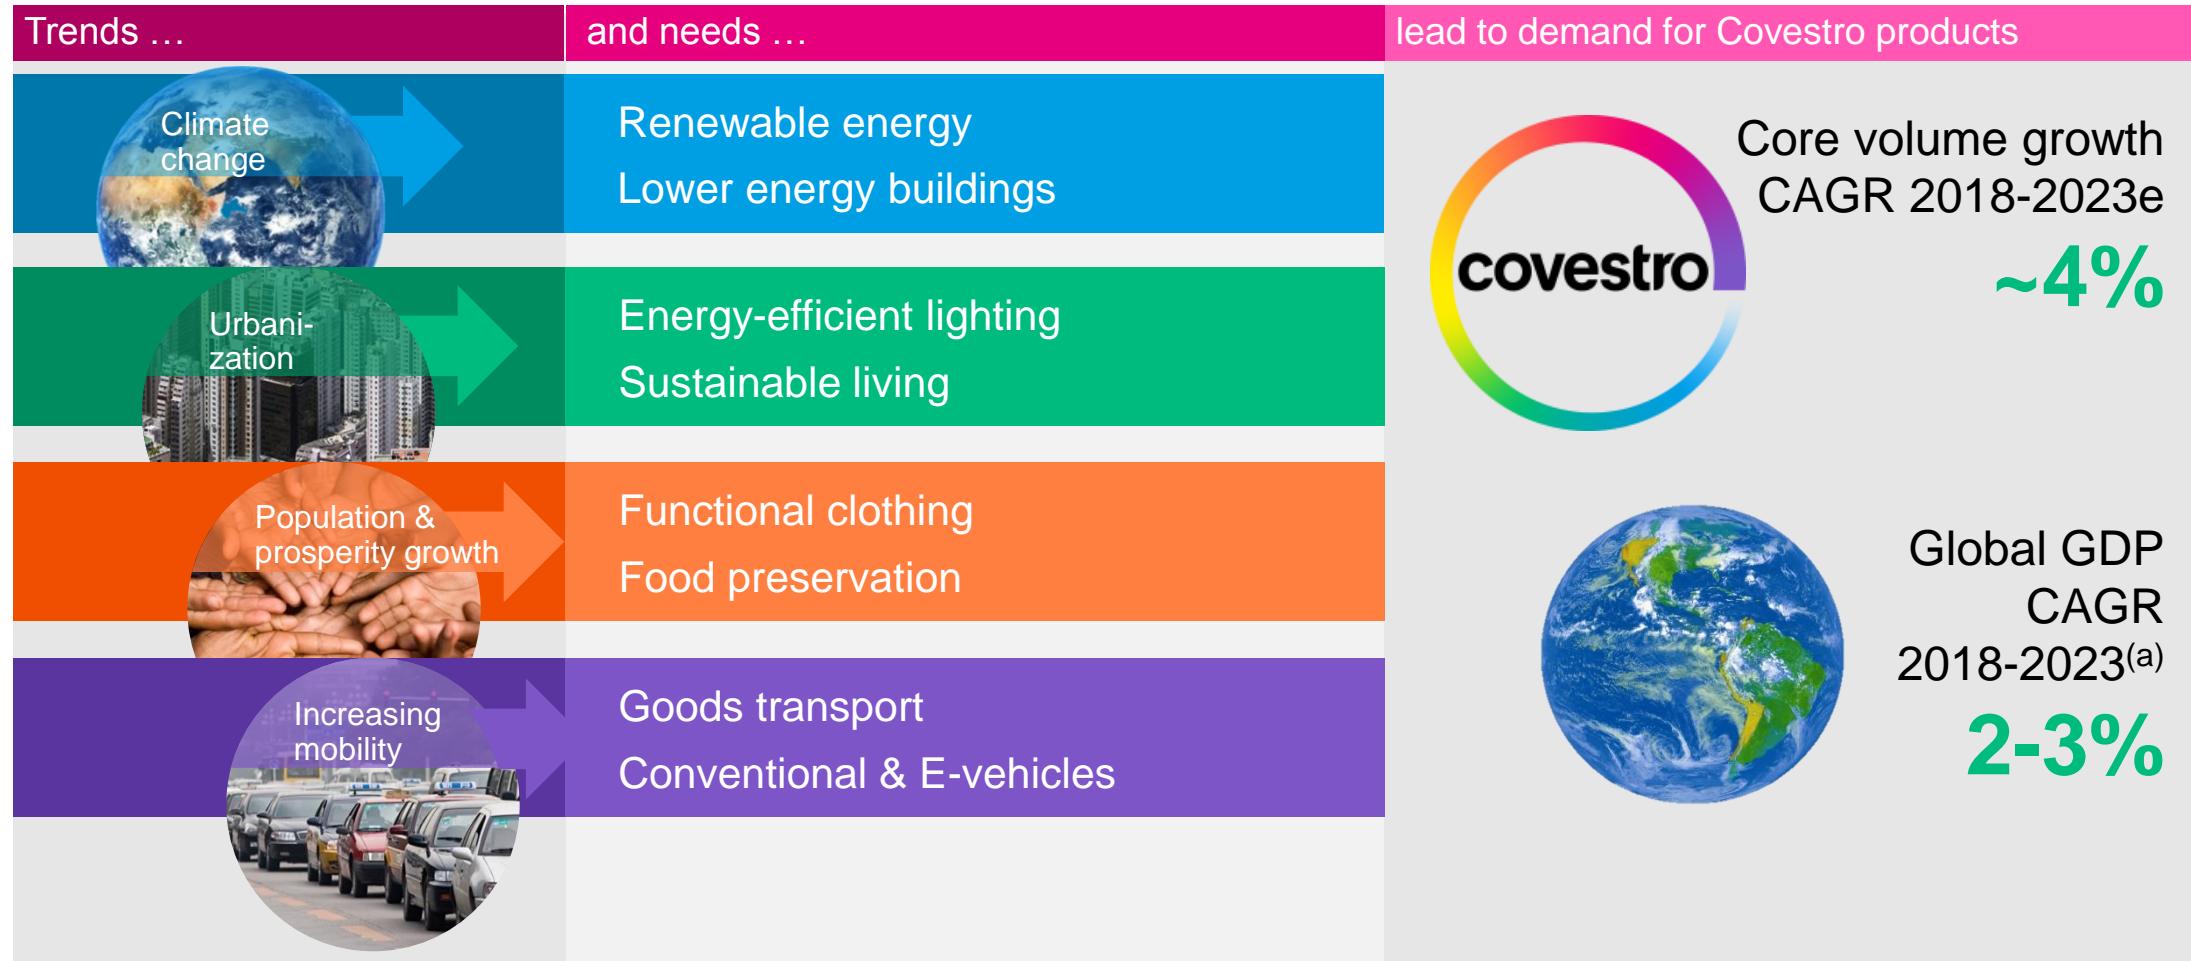 Trends …
and needs …
lead to demand for Covestro products
Climate
change
Renewable energy
Lower energy buildings
Urbani-
zation
Energy-efficient lighting
Sustainable living
Population &
prosperity growth
Functional clothing
Food preservation
Increasing
mobility
Goods transport
Conventional & E-vehicles
covestro
Core volume growth
CAGR 2018-2023e
~4%
Global GDP
CAGR
2018-2023(a)
2-3%